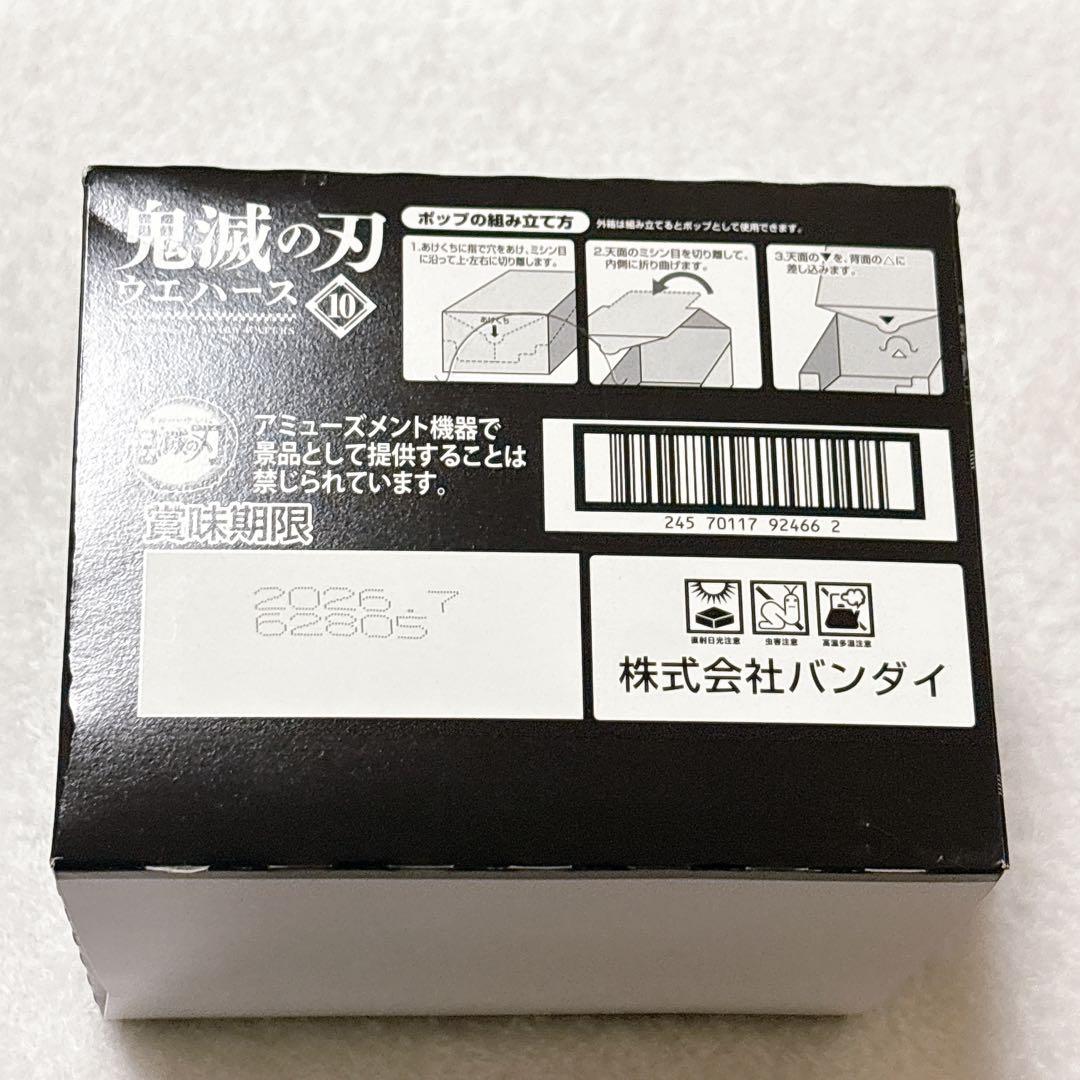 鬼滅の刃
ウエハース 10
ポップの組み立て方
外箱は組み立てるとポップとして使用できます。
1.あけくちに指で穴をあけ、ミシン目
に沿って上・左右に切り離します。
あけくち
2.天面のミシン目を切り離して、
内側に折り曲げます。
3.天面の▼を、背面の△に
差し込みます。
アミューズメント機器で
景品として提供することは
禁じられています。
賞味期限
2026.7
62805
245 70117 92466 2
直射日光注意
虫害注意
高温多湿注意
株式会社バンダイ